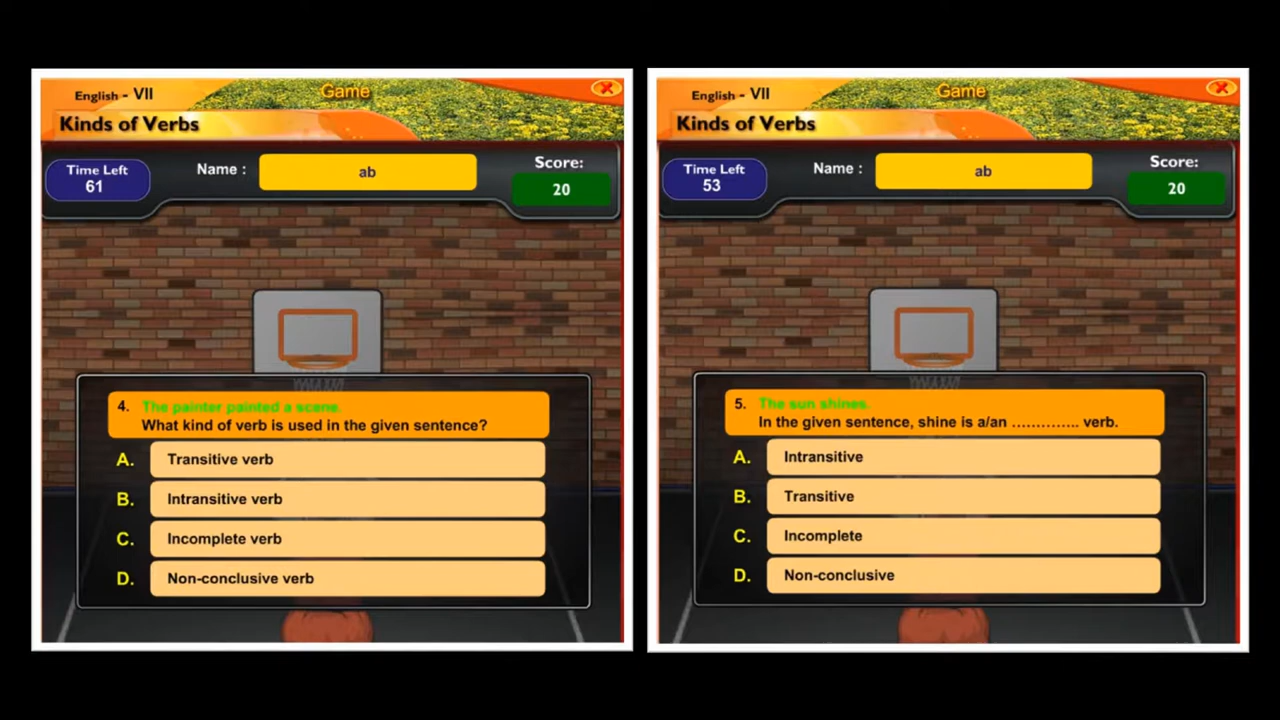 English - VII
Game
Kinds of Verbs
Time Left
61
Name :
ab
Score:
20
4. The painter painted a scene.
What kind of verb is used in the given sentence?
A. Transitive verb
B. Intransitive verb
C. Incomplete verb
D. Non-conclusive verb
English - VII
Game
Kinds of Verbs
Time Left
53
Name :
ab
Score:
20
5. The sun shines.
In the given sentence, shine is a/an .............. verb.
A. Intransitive
B. Transitive
C. Incomplete
D. Non-conclusive